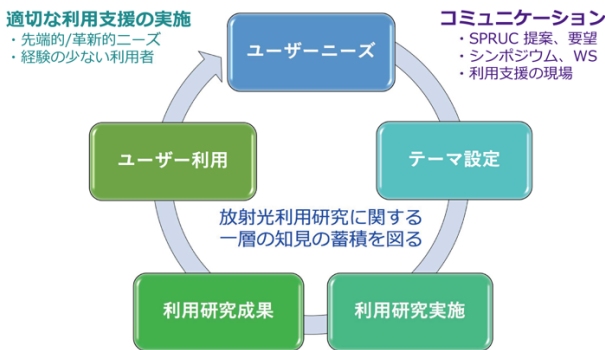 適切な利用支援の実施
・先端的/革新的ニーズ
・経験の少ない利用者
コミュニケーション
・SPRUC 提案、要望
・シンポジウム、WS
・利用支援の現場
ユーザーニーズ
テーマ設定
利用研究実施
利用研究成果
ユーザー利用
放射光利用研究に関する
一層の知見の蓄積を図る